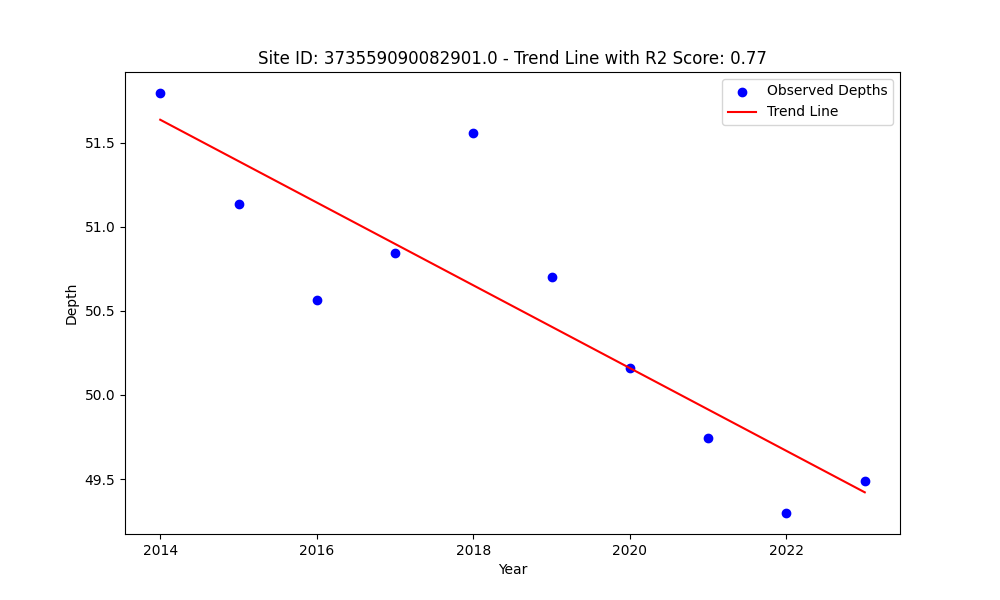 Site ID: 373559090082901.0 - Trend Line with R2 Score: 0.77
Observed Depths
Trend Line
51.5
51.0
50.5
50.0
49.5
Depth
2014
2016
2018
2020
2022
Year